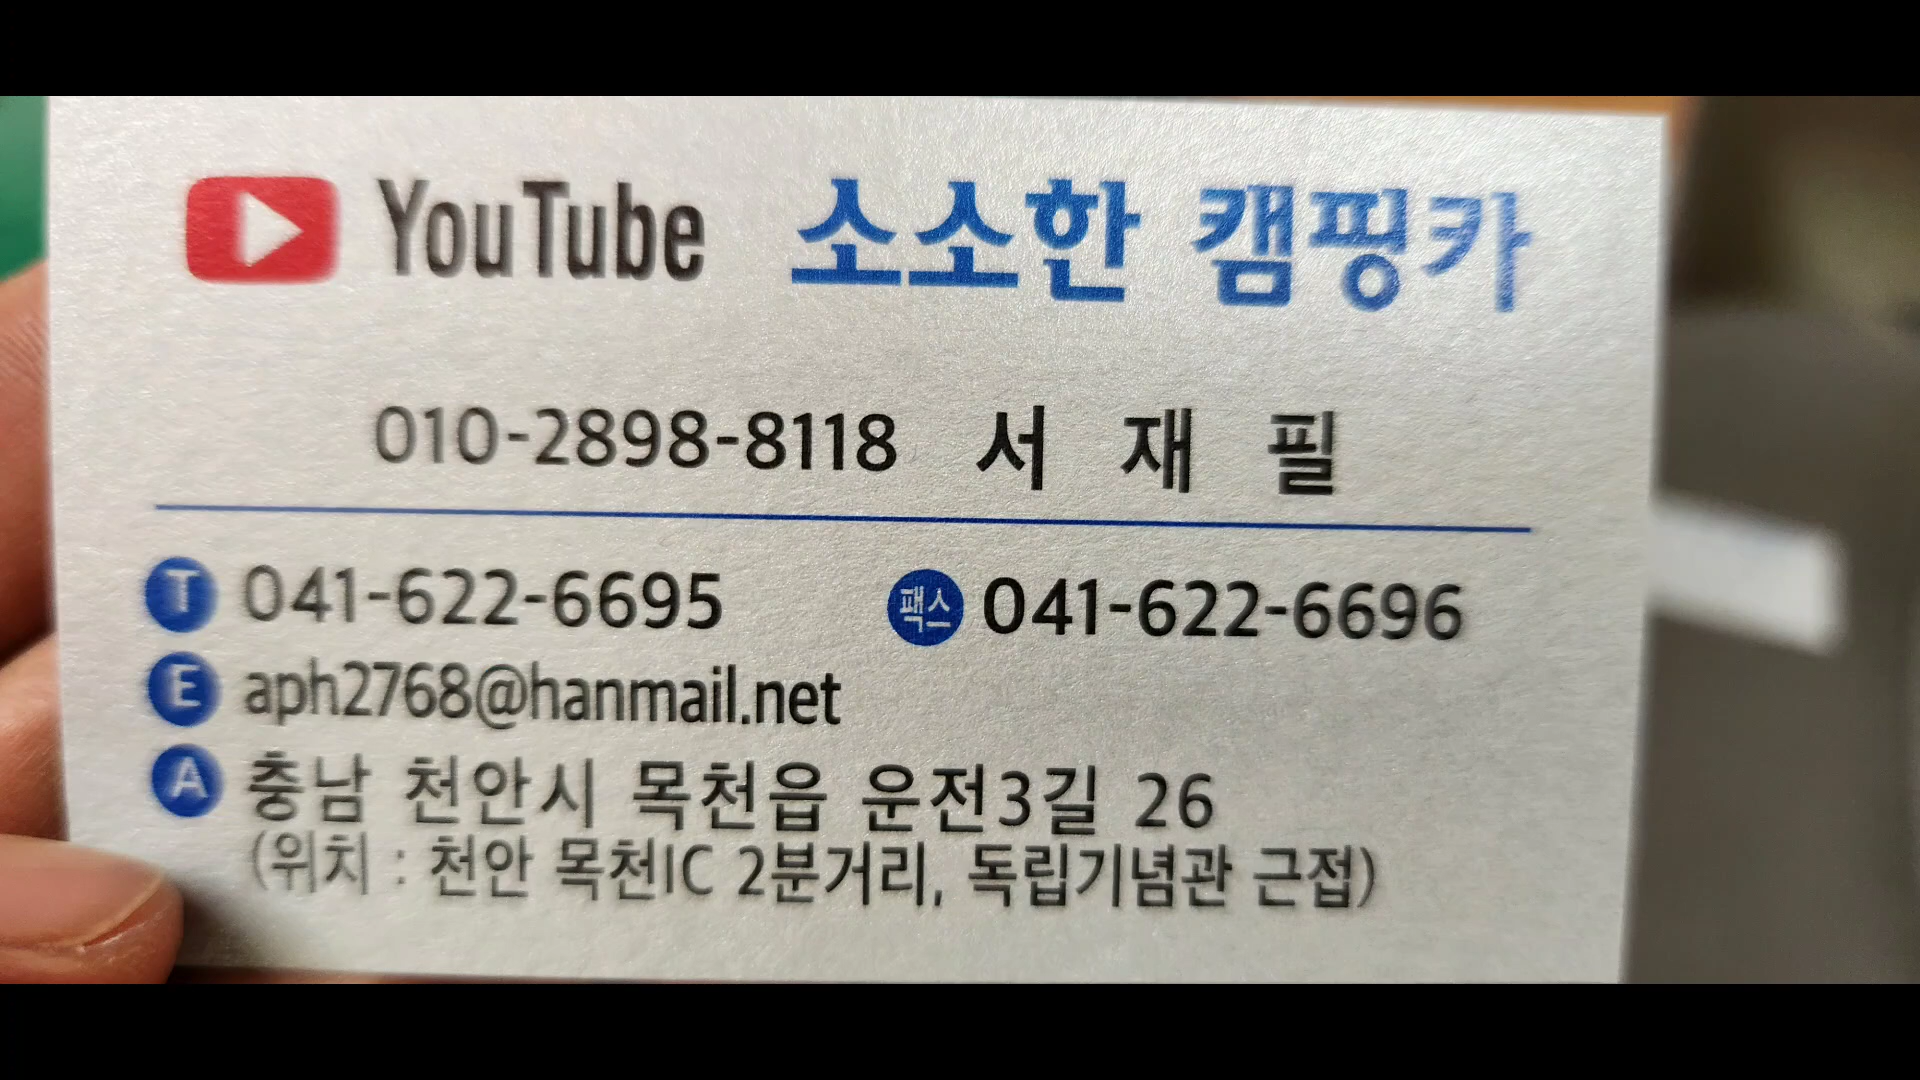 YouTube 소소한 캠핑카
010-2898-8118 서 재 필
T 041-622-6695 팩스 041-622-6696
E aph2768@hanmail.net
A 충남 천안시 목천읍 운전3길 26
(위치 : 천안 목천IC 2분거리, 독립기념관 근접)